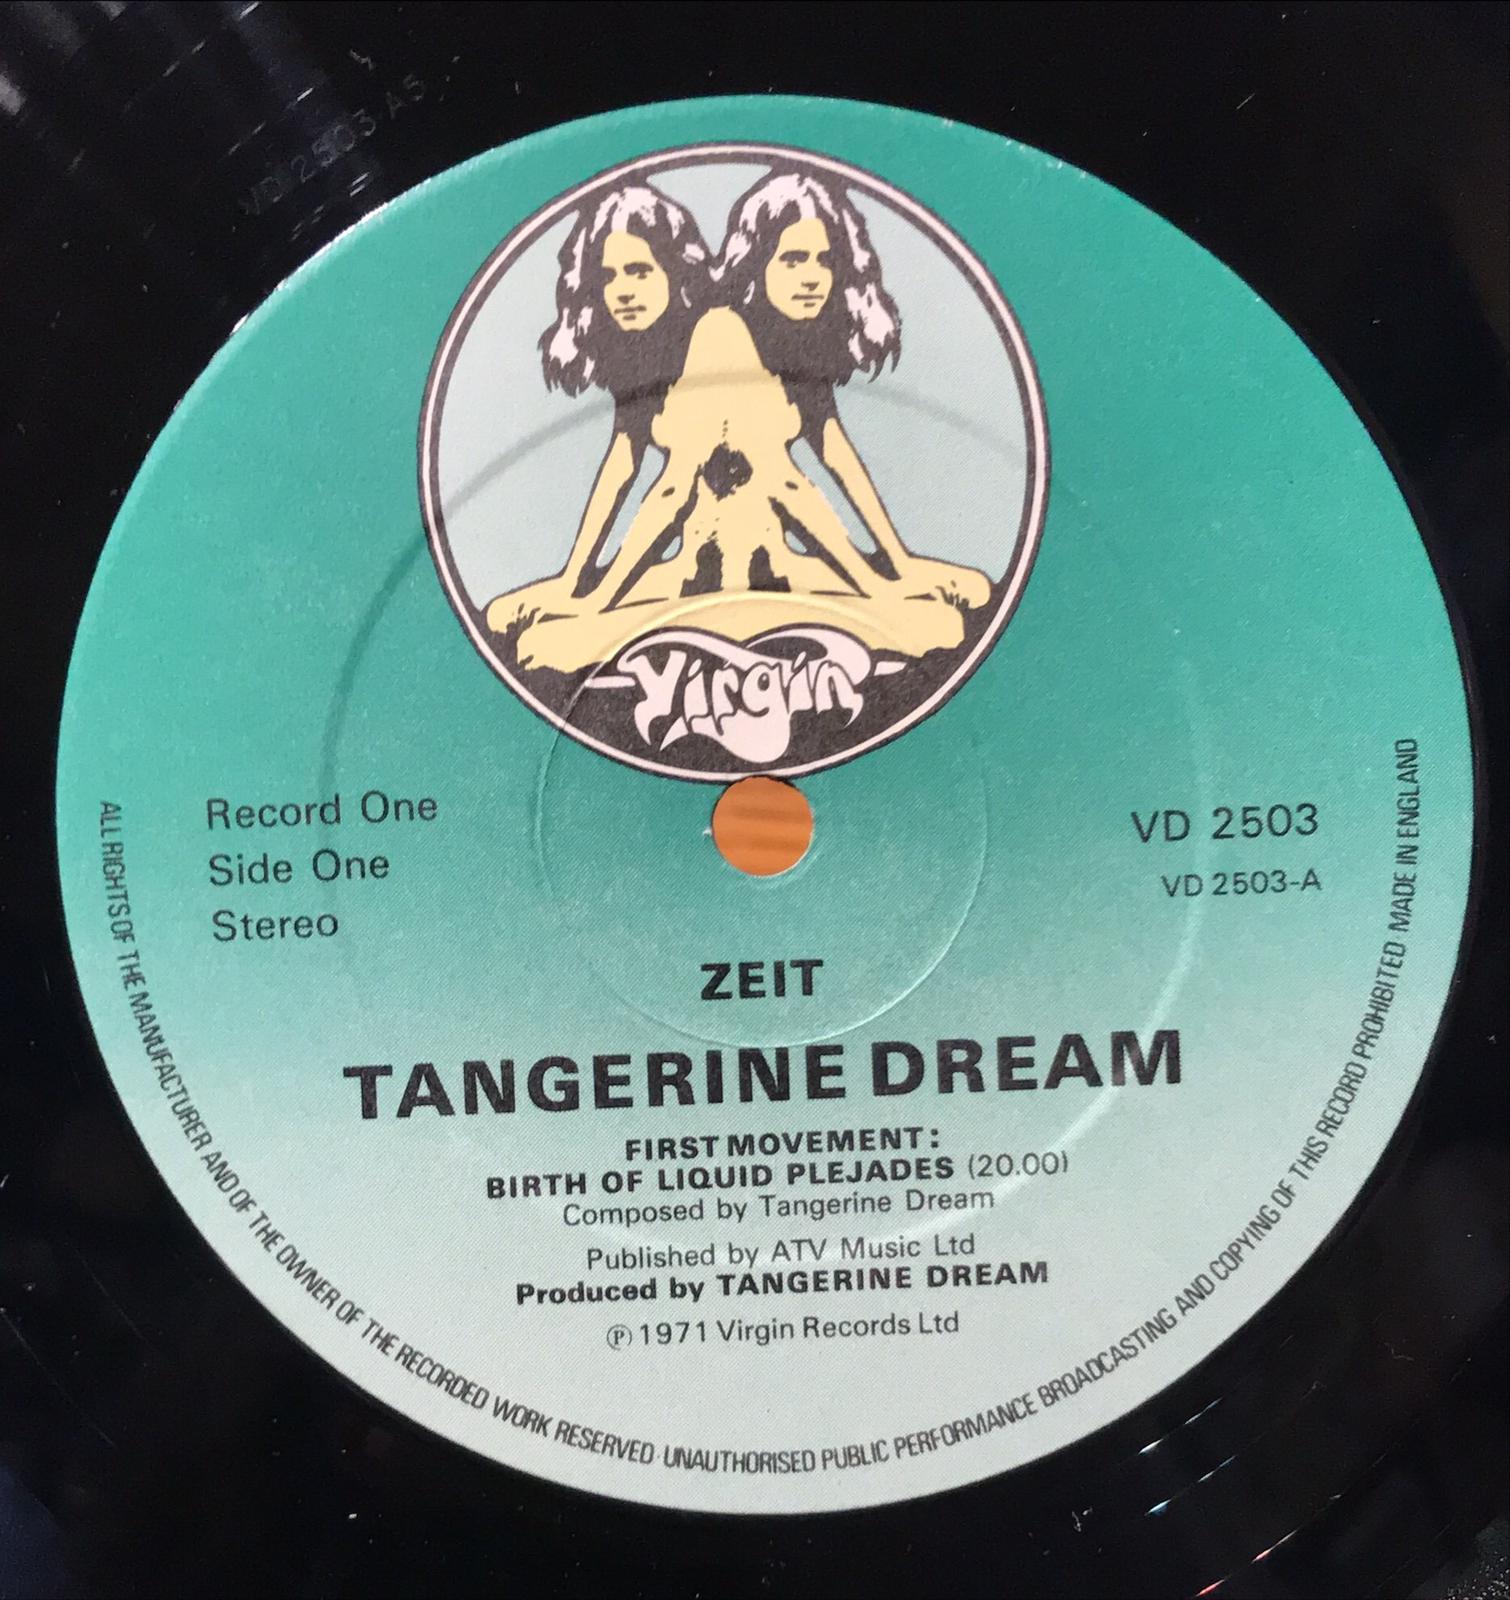 VD 2503 A5
Virgin
Record One
Side One
Stereo
VD 2503
VD 2503-A
ZEIT
TANGERINE DREAM
FIRST MOVEMENT:
BIRTH OF LIQUID PLEJADES (20.00)
Composed by Tangerine Dream
Published by ATV Music Ltd
Produced by TANGERINE DREAM
℗ 1971 Virgin Records Ltd
ALL RIGHTS OF THE MANUFACTURER AND OF THE OWNER OF THE RECORDED WORK RESERVED · UNAUTHORISED PUBLIC PERFORMANCE BROADCASTING AND COPYING OF THIS RECORD PROHIBITED · MADE IN ENGLAND